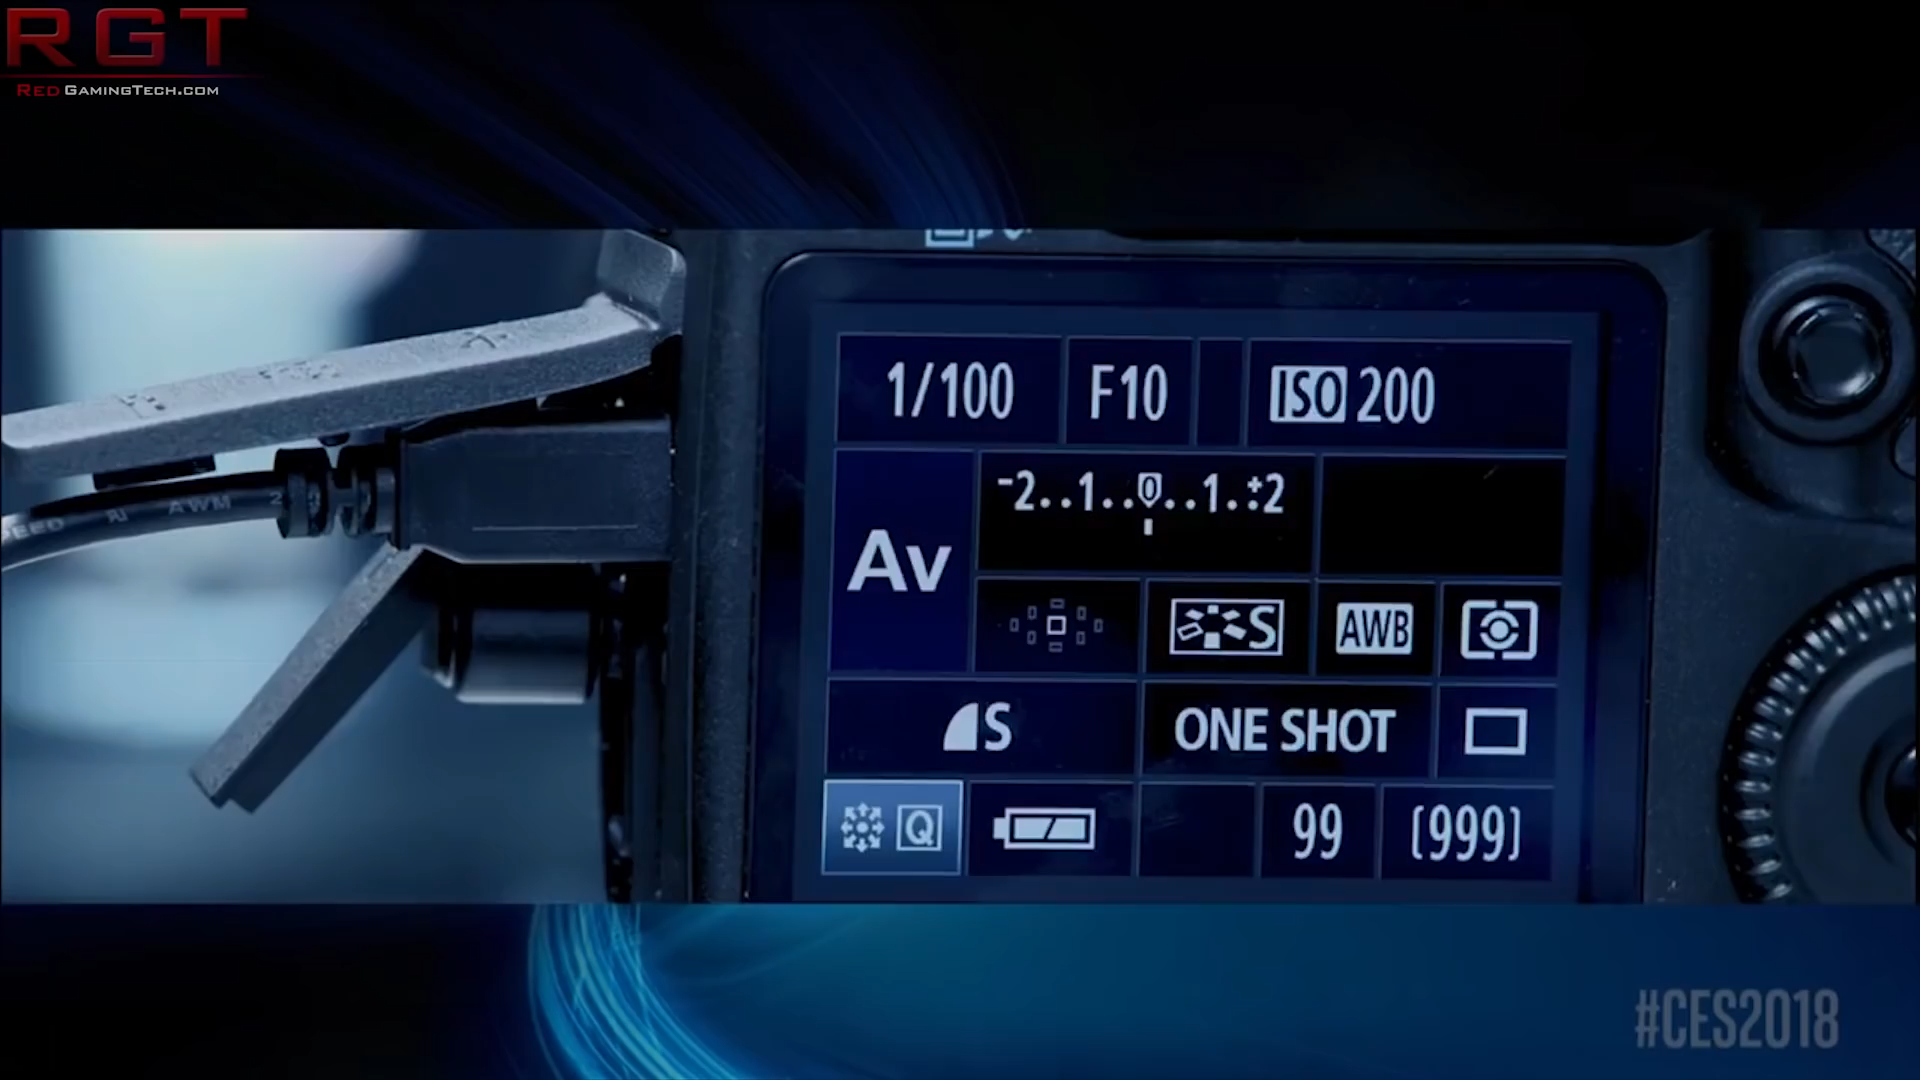 RGT
RedGamingTech.com
1/100 F10 ISO 200
-2..1..0..1..+2
Av
S AWB
S ONE SHOT
Q 99 (999)
AWM
#CES2018